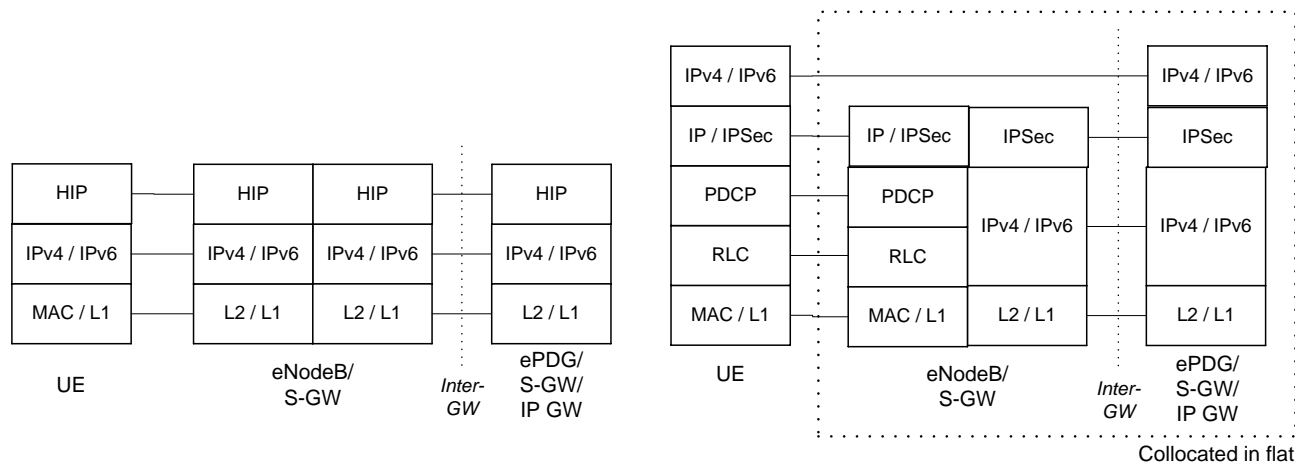 HIP
HIP
HIP
HIP
IPv4 / IPv6
IPv4 / IPv6
IPv4 / IPv6
IPv4 / IPv6
MAC / L1
L2 / L1
L2 / L1
L2 / L1
UE
eNodeB/
S-GW
Inter-
GW
ePDG/
S-GW/
IP GW
IPv4 / IPv6
IPv4 / IPv6
IP / IPSec
IP / IPSec
IPSec
IPSec
PDCP
PDCP
IPv4 / IPv6
IPv4 / IPv6
RLC
RLC
MAC / L1
MAC / L1
L2 / L1
L2 / L1
UE
eNodeB/
S-GW
Inter-
GW
ePDG/
S-GW/
IP GW
Collocated in flat